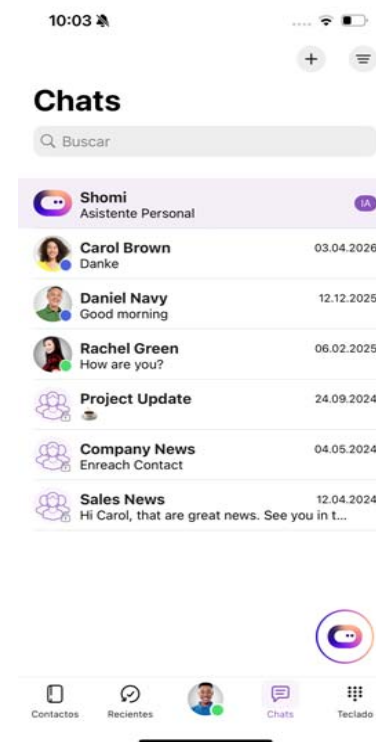 10:03
Chats
Buscar
Shomi
IA
Asistente Personal
Carol Brown
03.04.2026
Danke
Daniel Navy
12.12.2025
Good morning
Rachel Green
06.02.2025
How are you?
Project Update
24.09.2024
Company News
04.05.2024
Enreach Contact
Sales News
12.04.2024
Hi Carol, that are great news. See you in t...
Contactos
Recientes
Chats
Teclado